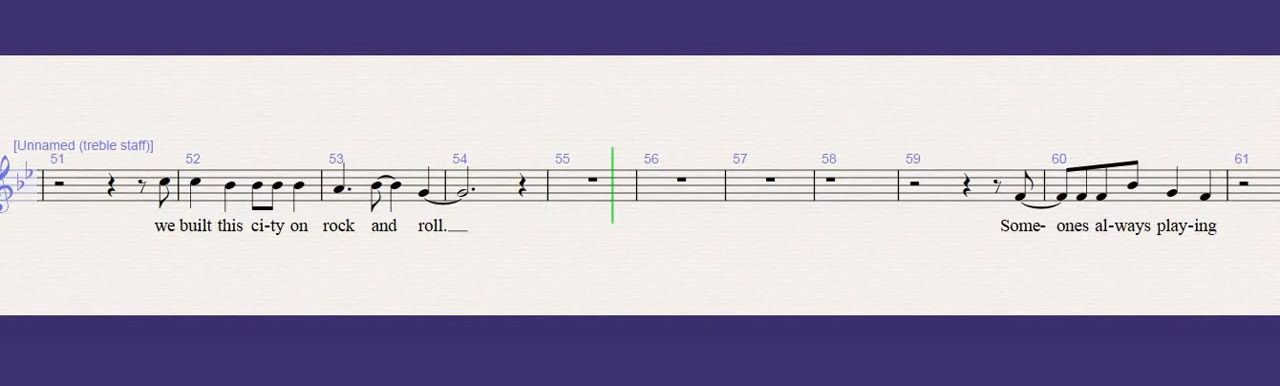 [Unnamed (treble staff)]
51 52 53 54 55 56 57 58 59 60 61
we built this ci-ty on rock and roll.__ Some- ones al-ways play-ing